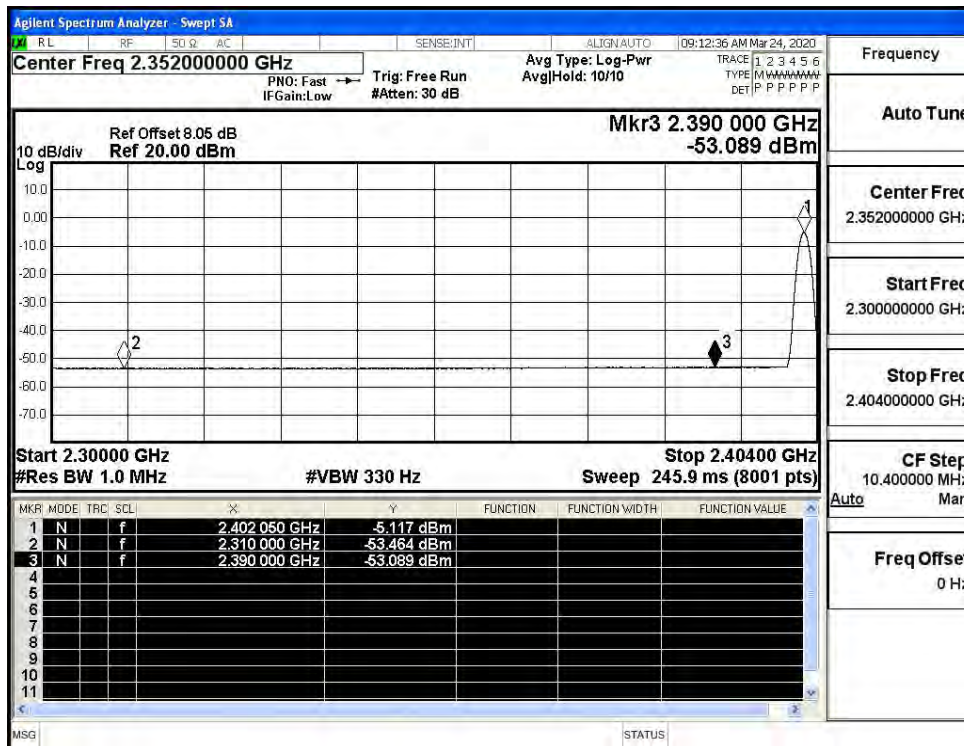 Agilent Spectrum Analyzer - Swept SA
LXI RL RF 50 Ω AC SENSE:INT ALIGN AUTO 09:12:36 AM Mar 24, 2020
Center Freq 2.352000000 GHz
PNO: Fast
IFGain:Low
Trig: Free Run
#Atten: 30 dB
Avg Type: Log-Pwr
Avg|Hold: 10/10
TRACE 1 2 3 4 5 6
TYPE MWWWWW
DET P P P P P P
Mkr3 2.390 000 GHz
-53.089 dBm
Ref Offset 8.05 dB
10 dB/div Ref 20.00 dBm
Log
10.0
0.00
-10.0
-20.0
-30.0
-40.0
-50.0
-60.0
-70.0
1
2
3
Start 2.30000 GHz Stop 2.40400 GHz
#Res BW 1.0 MHz #VBW 330 Hz Sweep 245.9 ms (8001 pts)
MKR MODE TRC SCL X Y FUNCTION FUNCTION WIDTH FUNCTION VALUE
1 N f 2.402 050 GHz -5.117 dBm
2 N f 2.310 000 GHz -53.464 dBm
3 N f 2.390 000 GHz -53.089 dBm
4
5
6
7
8
9
10
11
MSG STATUS
Frequency
Auto Tune
Center Freq
2.352000000 GHz
Start Freq
2.300000000 GHz
Stop Freq
2.404000000 GHz
CF Step
10.400000 MHz
Auto Man
Freq Offset
0 Hz